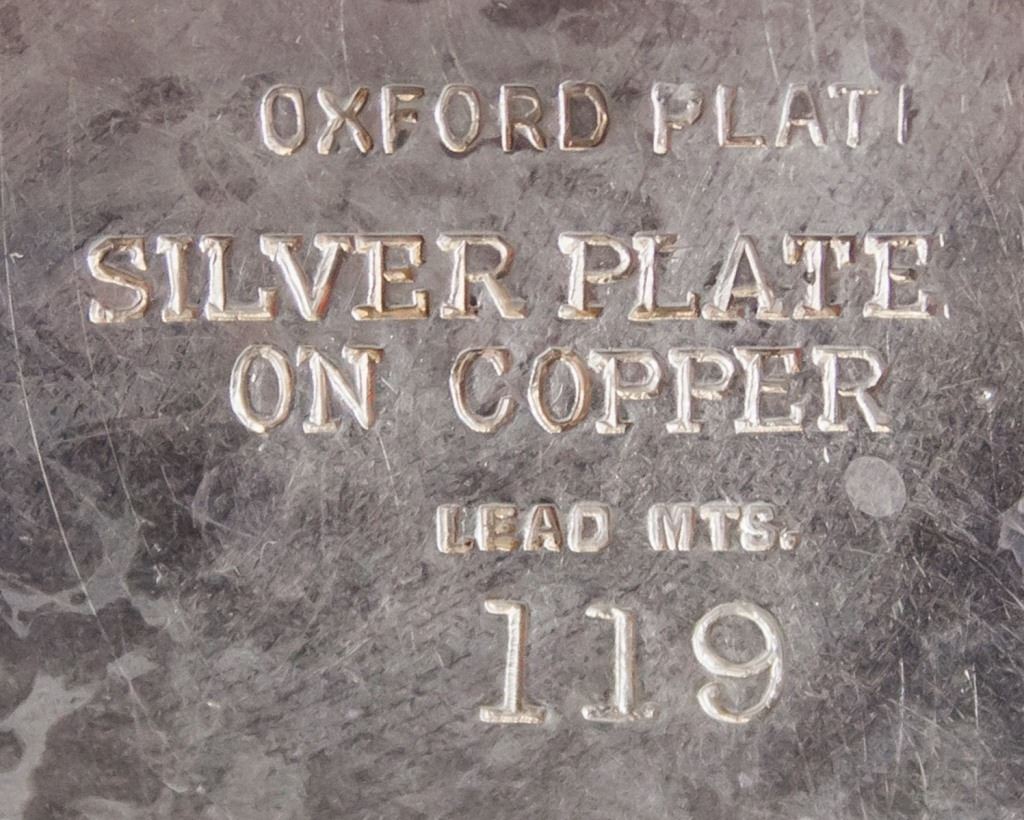 OXFORD PLATI
SILVER PLATE
ON COPPER
LEAD MTS.
119